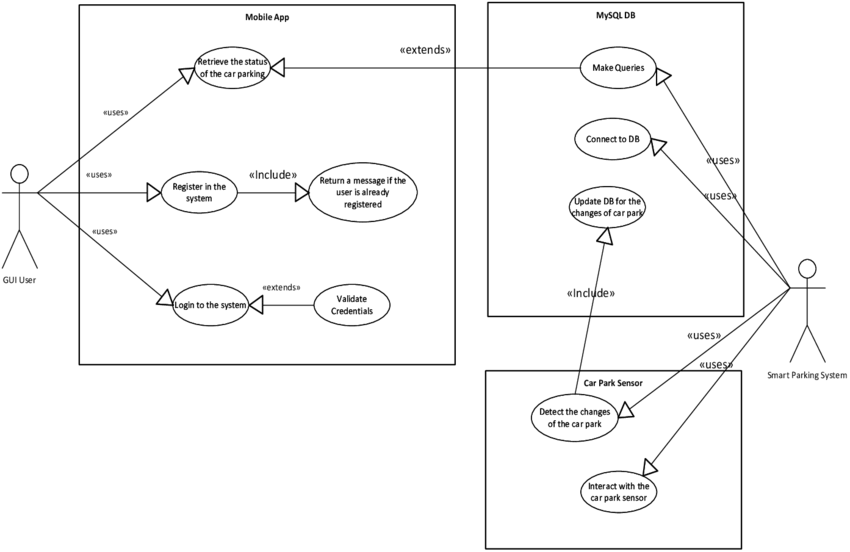 Mobile App
MySQL DB
Retrieve the status
of the car parking
«extends»
Make Queries
«uses»
Connect to DB
«uses»
«uses»
Register in the
system
«Include»
Return a message if the
user is already
registered
«uses»
Update DB for the
changes of car park
«uses»
GUI User
Login to the system
«extends»
Validate
Credentials
«Include»
«uses»
«uses»
Smart Parking System
Car Park Sensor
Detect the changes
of the car park
Interact with the
car park sensor